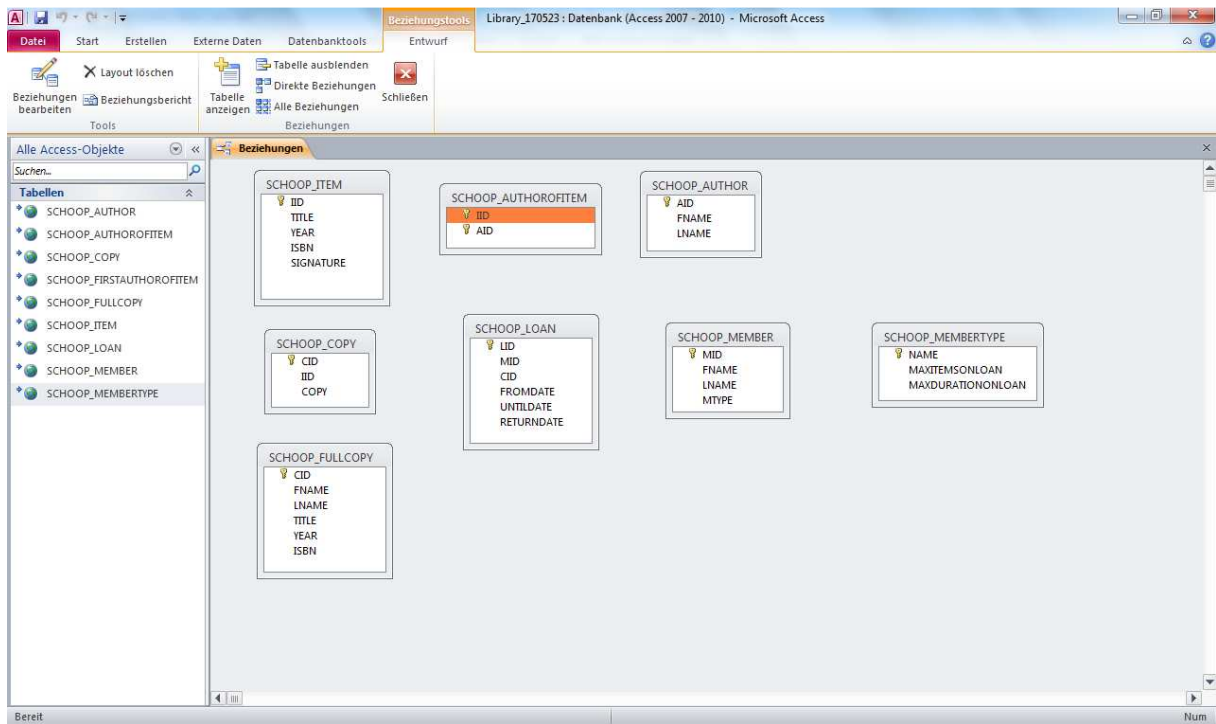 A
Beziehungstools
Library_170523 : Datenbank (Access 2007 - 2010) - Microsoft Access
Datei
Start
Erstellen
Externe Daten
Datenbanktools
Entwurf
Beziehungen bearbeiten
Layout löschen
Beziehungsbericht
Tools
Tabelle anzeigen
Tabelle ausblenden
Direkte Beziehungen
Alle Beziehungen
Schließen
Beziehungen
Alle Access-Objekte
Suchen...
Tabellen
SCHOOP_AUTHOR
SCHOOP_AUTHOROFITEM
SCHOOP_COPY
SCHOOP_FIRSTAUTHOROFITEM
SCHOOP_FULLCOPY
SCHOOP_ITEM
SCHOOP_LOAN
SCHOOP_MEMBER
SCHOOP_MEMBERTYPE
Beziehungen
SCHOOP_ITEM
IID
TITLE
YEAR
ISBN
SIGNATURE
SCHOOP_AUTHOROFITEM
IID
AID
SCHOOP_AUTHOR
AID
FNAME
LNAME
SCHOOP_COPY
CID
IID
COPY
SCHOOP_LOAN
LID
MID
CID
FROMDATE
UNTILDATE
RETURNDATE
SCHOOP_MEMBER
MID
FNAME
LNAME
MTYPE
SCHOOP_MEMBERTYPE
NAME
MAXITEMSONLOAN
MAXDURATIONONLOAN
SCHOOP_FULLCOPY
CID
FNAME
LNAME
TITLE
YEAR
ISBN
Bereit
Num